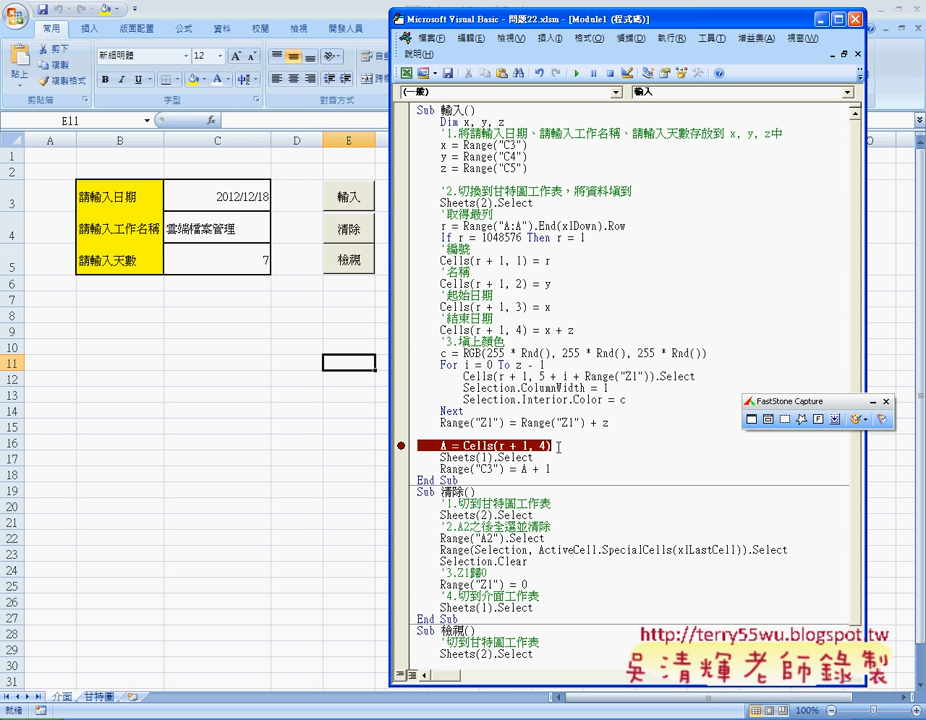 Microsoft Visual Basic - 問題22.xlsm - [Module1 (程式碼)]
檔案(F) 編輯(E) 檢視(V) 插入(I) 格式(O) 偵錯(D) 執行(R) 工具(T) 增益集(A) 視窗(W)
說明(H)
常用 插入 版面配置 公式 資料 校閱 檢視 開發人員
剪下
複製
複製格式
貼上
新細明體 12
B I U
剪貼簿 字型 對齊方式
E11 fx
A B C D E
請輸入日期 2012/12/18 輸入
請輸入工作名稱 雲端檔案管理 清除
請輸入天數 7 檢視
(一般) 輸入
Sub 輸入()
Dim x, y, z
'1.將請輸入日期、請輸入工作名稱、請輸入天數存放到 x, y, z中
x = Range("C3")
y = Range("C4")
z = Range("C5")
'2.切換到甘特圖工作表，將資料填到
Sheets(2).Select
'取得最列
r = Range("A:A").End(xlDown).Row
If r = 1048576 Then r = 1
'編號
Cells(r + 1, 1) = r
'名稱
Cells(r + 1, 2) = y
'起始日期
Cells(r + 1, 3) = x
'結束日期
Cells(r + 1, 4) = x + z
'3.填上顏色
c = RGB(255 * Rnd(), 255 * Rnd(), 255 * Rnd())
For i = 0 To z - 1
Cells(r + 1, 5 + i + Range("Z1")).Select
Selection.ColumnWidth = 1
Selection.Interior.Color = c
Next
Range("Z1") = Range("Z1") + z
A = Cells(r + 1, 4)
Sheets(1).Select
Range("C3") = A + 1
End Sub
Sub 清除()
'1.切到甘特圖工作表
Sheets(2).Select
'2.A2之後全選並清除
Range("A2").Select
Range(Selection, ActiveCell.SpecialCells(xlLastCell)).Select
Selection.Clear
'3.Z1歸0
Range("Z1") = 0
'4.切到介面工作表
Sheets(1).Select
End Sub
Sub 檢視()
'切到甘特圖工作表
Sheets(2).Select
FastStone Capture
http://terry55wu.blogspot.tw
吳清輝老師錄製
介面 甘特圖
就緒 100%